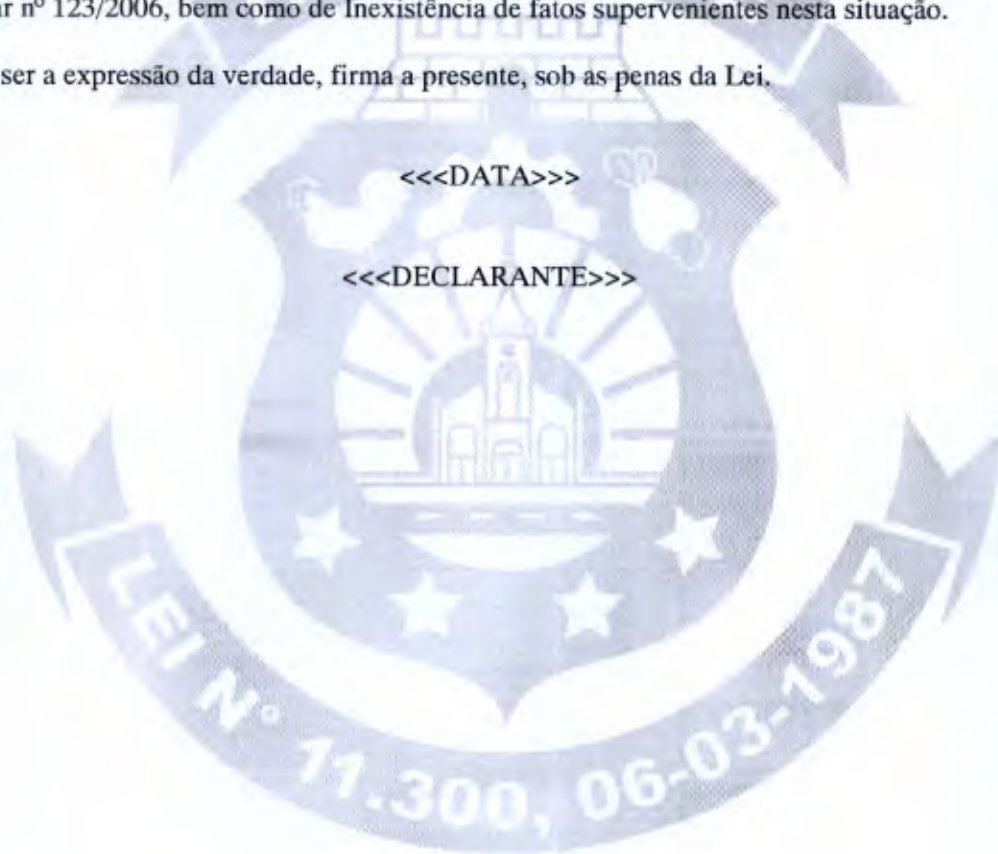 ar nº 123/2006, bem como de Inexistência de fatos supervenientes nesta situação.
ser a expressão da verdade, firma a presente, sob as penas da Lei.
<<<DATA>>>
<<<DECLARANTE>>>
LEI Nº 11.300, 06-03-1987